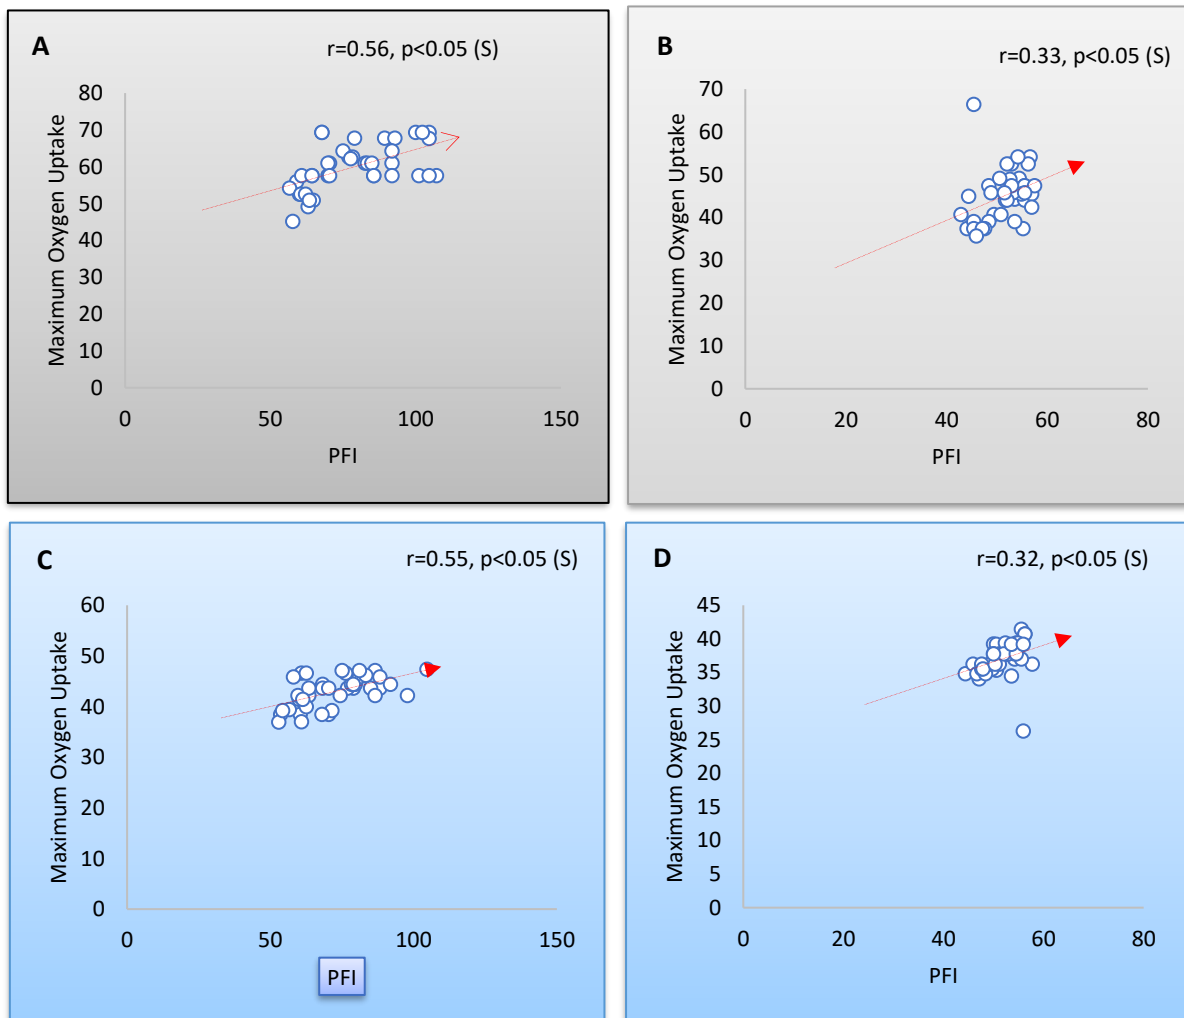 A
r=0.56, p<0.05 (S)
Maximum Oxygen Uptake
80
70
60
50
40
30
20
10
0
0 50 100 150
PFI
B
r=0.33, p<0.05 (S)
Maximum Oxygen Uptake
70
60
50
40
30
20
10
0
0 20 40 60 80
PFI
C
r=0.55, p<0.05 (S)
Maximum Oxygen Uptake
60
50
40
30
20
10
0
0 50 100 150
PFI
D
r=0.32, p<0.05 (S)
Maximum Oxygen Uptake
45
40
35
30
25
20
15
10
5
0
0 20 40 60 80
PFI